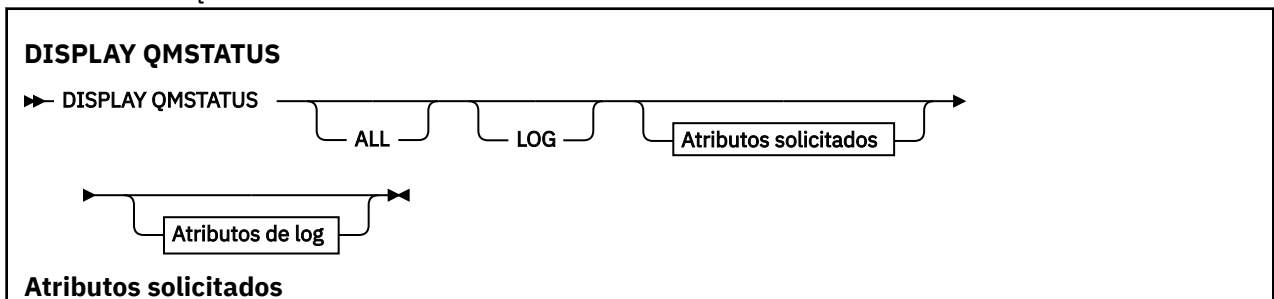 DISPLAY QMSTATUS
DISPLAY QMSTATUS
ALL
LOG
Atributos solicitados
Atributos de log
Atributos solicitados